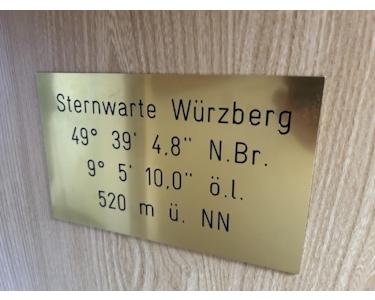 Sternwarte Würzberg
49° 39' 4.8" N.Br.
9° 5' 10,0" ö.l.
520 m ü. NN